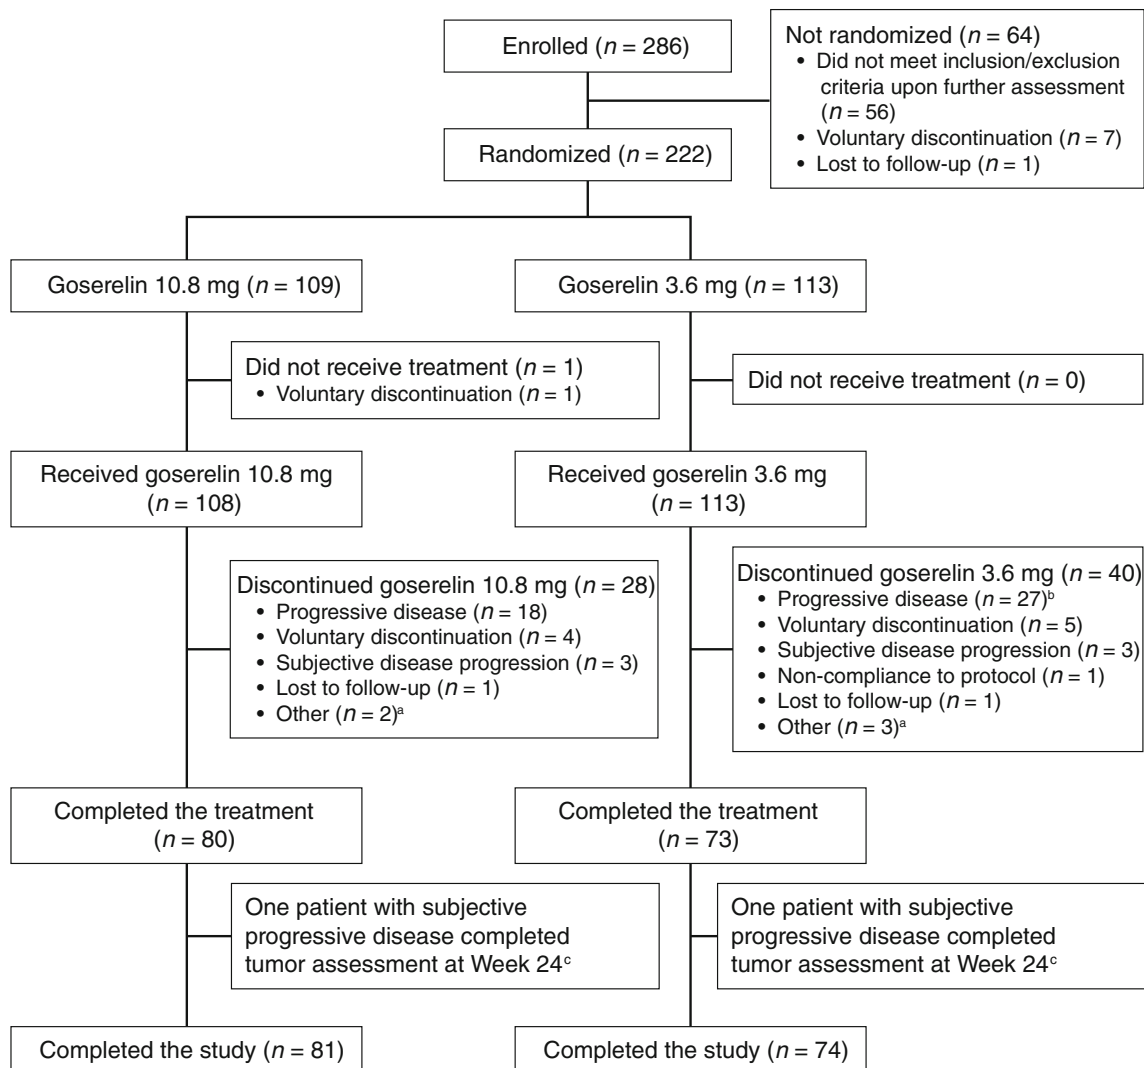 Enrolled (n = 286)
Not randomized (n = 64)
• Did not meet inclusion/exclusion
criteria upon further assessment
(n = 56)
• Voluntary discontinuation (n = 7)
• Lost to follow-up (n = 1)
Randomized (n = 222)
Goserelin 10.8 mg (n = 109)
Goserelin 3.6 mg (n = 113)
Did not receive treatment (n = 1)
• Voluntary discontinuation (n = 1)
Did not receive treatment (n = 0)
Received goserelin 10.8 mg
(n = 108)
Received goserelin 3.6 mg
(n = 113)
Discontinued goserelin 10.8 mg (n = 28)
• Progressive disease (n = 18)
• Voluntary discontinuation (n = 4)
• Subjective disease progression (n = 3)
• Lost to follow-up (n = 1)
• Other (n = 2)ᵃ
Discontinued goserelin 3.6 mg (n = 40)
• Progressive disease (n = 27)ᵇ
• Voluntary discontinuation (n = 5)
• Subjective disease progression (n = 3)
• Non-compliance to protocol (n = 1)
• Lost to follow-up (n = 1)
• Other (n = 3)ᵃ
Completed the treatment
(n = 80)
Completed the treatment
(n = 73)
One patient with subjective
progressive disease completed
tumor assessment at Week 24ᶜ
One patient with subjective
progressive disease completed
tumor assessment at Week 24ᶜ
Completed the study (n = 81)
Completed the study (n = 74)